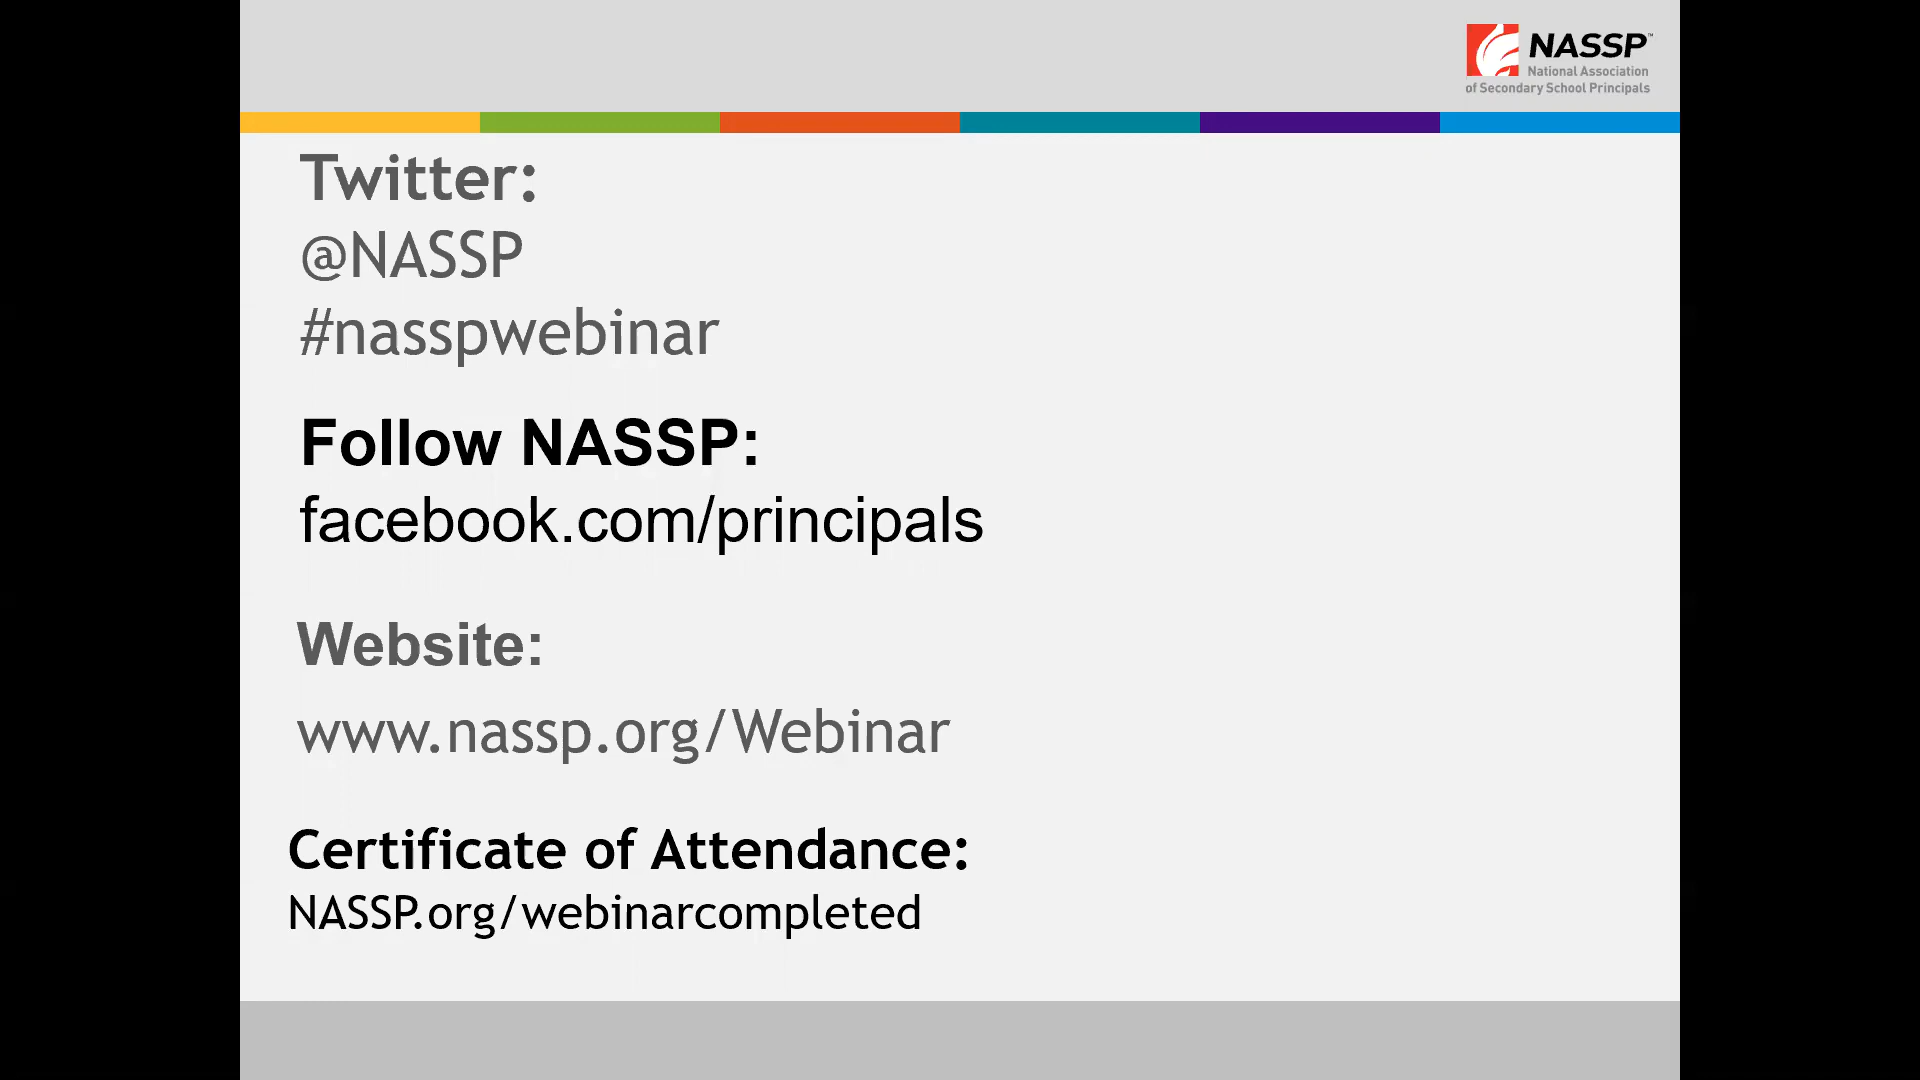 NASSP™
National Association
of Secondary School Principals
Twitter:
@NASSP
#nasspwebinar
Follow NASSP:
facebook.com/principals
Website:
www.nassp.org/Webinar
Certificate of Attendance:
NASSP.org/webinarcompleted